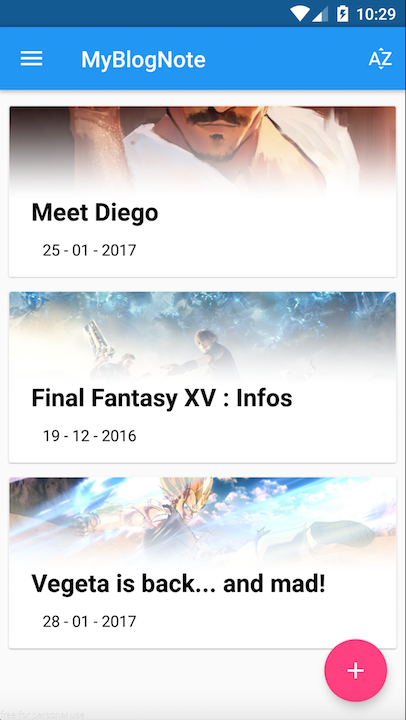 10:29
MyBlogNote
AZ
Meet Diego
25 - 01 - 2017
Final Fantasy XV : Infos
19 - 12 - 2016
Vegeta is back... and mad!
28 - 01 - 2017
+
free for personal use